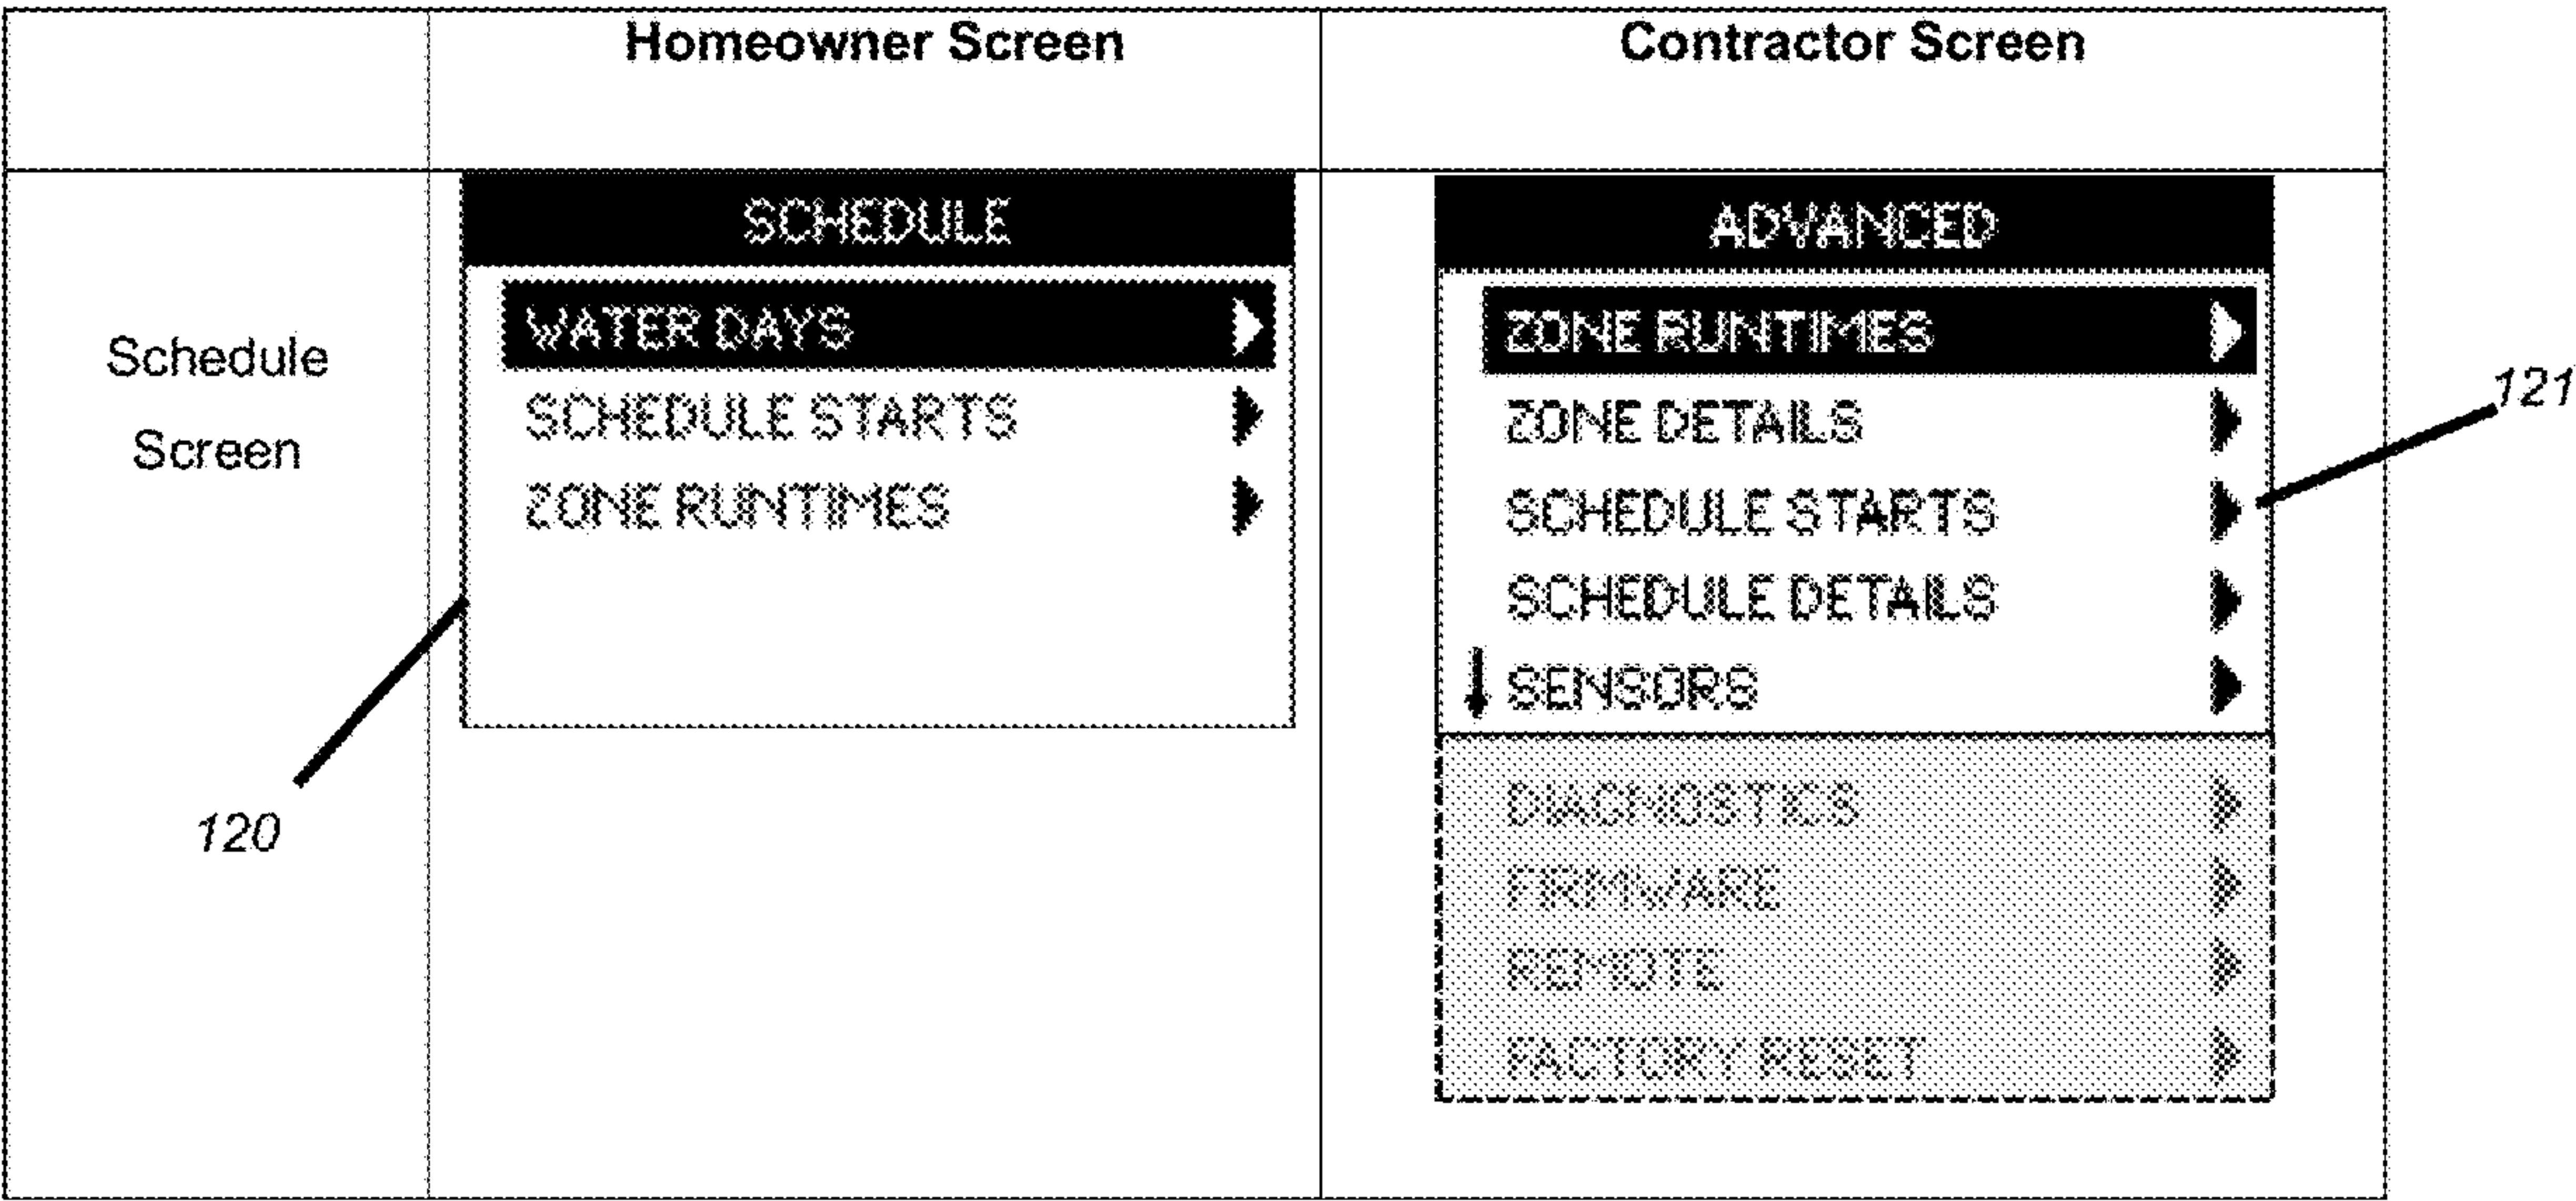 Homeowner Screen
Contractor Screen
Schedule
Screen
SCHEDULE
WATER DAYS
SCHEDULE STARTS
ZONE RUNTIMES
120
ADVANCED
ZONE RUNTIMES
ZONE DETAILS
SCHEDULE STARTS
SCHEDULE DETAILS
SENSORS
DIAGNOSTICS
FIRMWARE
REMOTE
FACTORY RESET
121